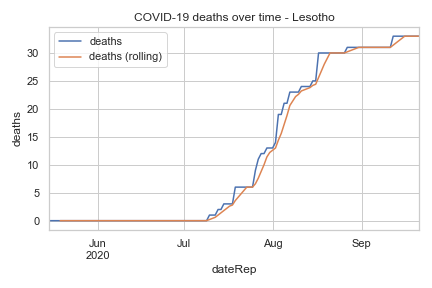 COVID-19 deaths over time - Lesotho
deaths
deaths (rolling)
deaths
30
25
20
15
10
5
0
Jun
2020
Jul
Aug
Sep
dateRep